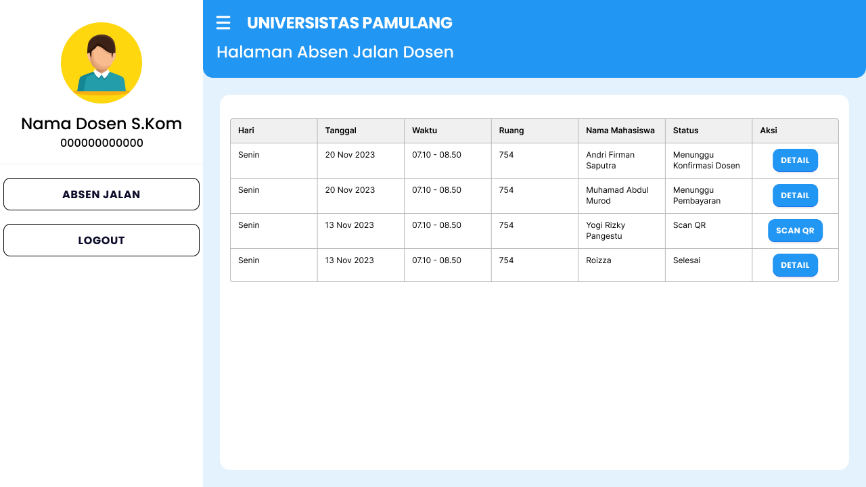 UNIVERSISTAS PAMULANG
Halaman Absen Jalan Dosen
Nama Dosen S.Kom
000000000000
ABSEN JALAN
LOGOUT
Hari Tanggal Waktu Ruang Nama Mahasiswa Status Aksi
Senin 20 Nov 2023 07.10 - 08.50 754 Andri Firman Menunggu DETAIL
Saputra Konfirmasi Dosen
Senin 20 Nov 2023 07.10 - 08.50 754 Muhamad Abdul Menunggu DETAIL
Murod Pembayaran
Senin 13 Nov 2023 07.10 - 08.50 754 Yogi Rizky Scan QR SCAN QR
Pangestu
Senin 13 Nov 2023 07.10 - 08.50 754 Roizza Selesai DETAIL